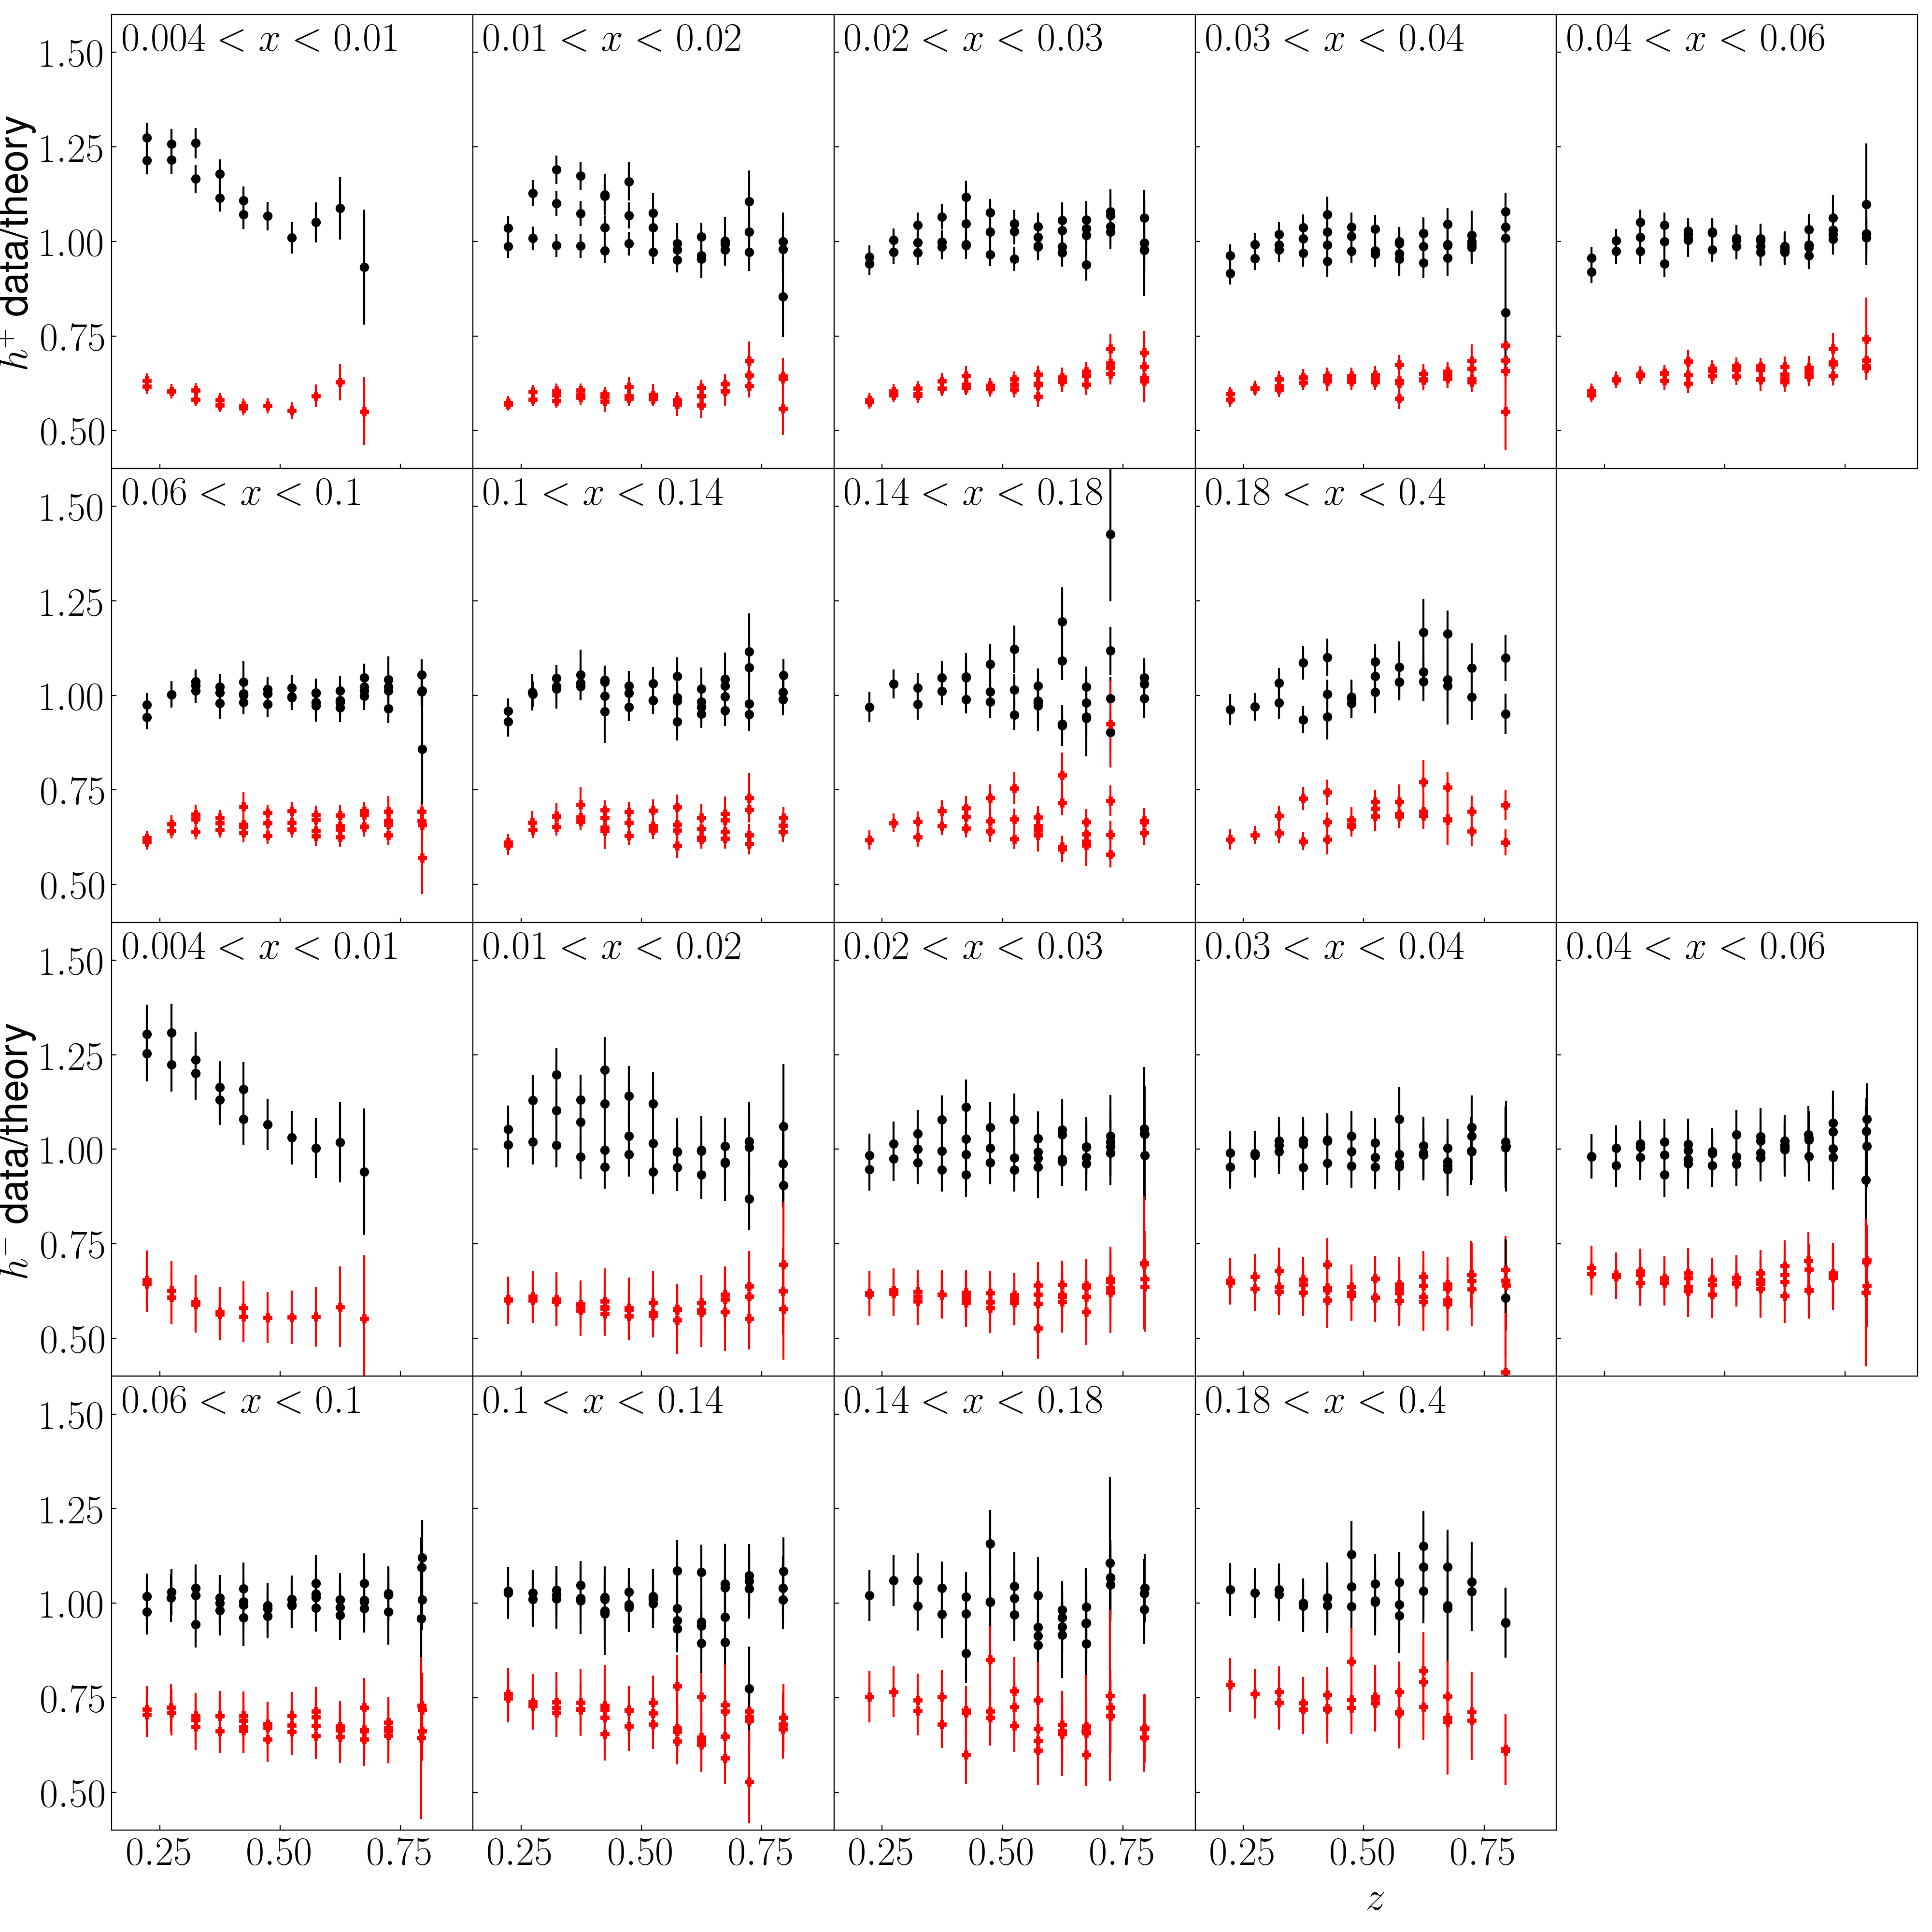 0.004 < x < 0.01
0.01 < x < 0.02
0.02 < x < 0.03
0.03 < x < 0.04
0.04 < x < 0.06
1.50
1.25
1.00
0.75
0.50
h⁺ data/theory
0.06 < x < 0.1
0.1 < x < 0.14
0.14 < x < 0.18
0.18 < x < 0.4
1.50
1.25
1.00
0.75
0.50
0.004 < x < 0.01
0.01 < x < 0.02
0.02 < x < 0.03
0.03 < x < 0.04
0.04 < x < 0.06
1.50
1.25
1.00
0.75
0.50
h⁻ data/theory
0.06 < x < 0.1
0.1 < x < 0.14
0.14 < x < 0.18
0.18 < x < 0.4
1.50
1.25
1.00
0.75
0.50
0.25 0.50 0.75
0.25 0.50 0.75
0.25 0.50 0.75
0.25 0.50 0.75
z